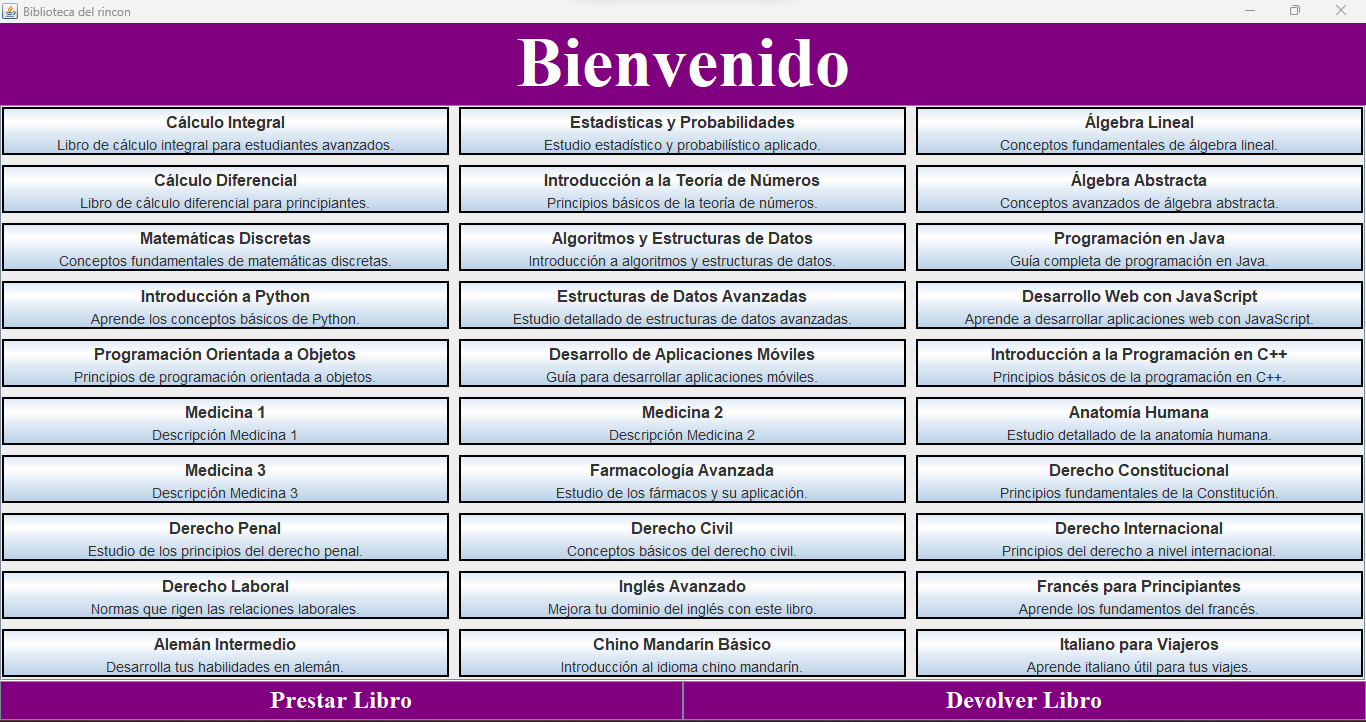 Biblioteca del rincon
Bienvenido
Cálculo Integral
Libro de cálculo integral para estudiantes avanzados.
Estadísticas y Probabilidades
Estudio estadístico y probabilístico aplicado.
Álgebra Lineal
Conceptos fundamentales de álgebra lineal.
Cálculo Diferencial
Libro de cálculo diferencial para principiantes.
Introducción a la Teoría de Números
Principios básicos de la teoría de números.
Álgebra Abstracta
Conceptos avanzados de álgebra abstracta.
Matemáticas Discretas
Conceptos fundamentales de matemáticas discretas.
Algoritmos y Estructuras de Datos
Introducción a algoritmos y estructuras de datos.
Programación en Java
Guía completa de programación en Java.
Introducción a Python
Aprende los conceptos básicos de Python.
Estructuras de Datos Avanzadas
Estudio detallado de estructuras de datos avanzadas.
Desarrollo Web con JavaScript
Aprende a desarrollar aplicaciones web con JavaScript.
Programación Orientada a Objetos
Principios de programación orientada a objetos.
Desarrollo de Aplicaciones Móviles
Guía para desarrollar aplicaciones móviles.
Introducción a la Programación en C++
Principios básicos de la programación en C++.
Medicina 1
Descripción Medicina 1
Medicina 2
Descripción Medicina 2
Anatomía Humana
Estudio detallado de la anatomía humana.
Medicina 3
Descripción Medicina 3
Farmacología Avanzada
Estudio de los fármacos y su aplicación.
Derecho Constitucional
Principios fundamentales de la Constitución.
Derecho Penal
Estudio de los principios del derecho penal.
Derecho Civil
Conceptos básicos del derecho civil.
Derecho Internacional
Principios del derecho a nivel internacional.
Derecho Laboral
Normas que rigen las relaciones laborales.
Inglés Avanzado
Mejora tu dominio del inglés con este libro.
Francés para Principiantes
Aprende los fundamentos del francés.
Alemán Intermedio
Desarrolla tus habilidades en alemán.
Chino Mandarín Básico
Introducción al idioma chino mandarín.
Italiano para Viajeros
Aprende italiano útil para tus viajes.
Prestar Libro
Devolver Libro